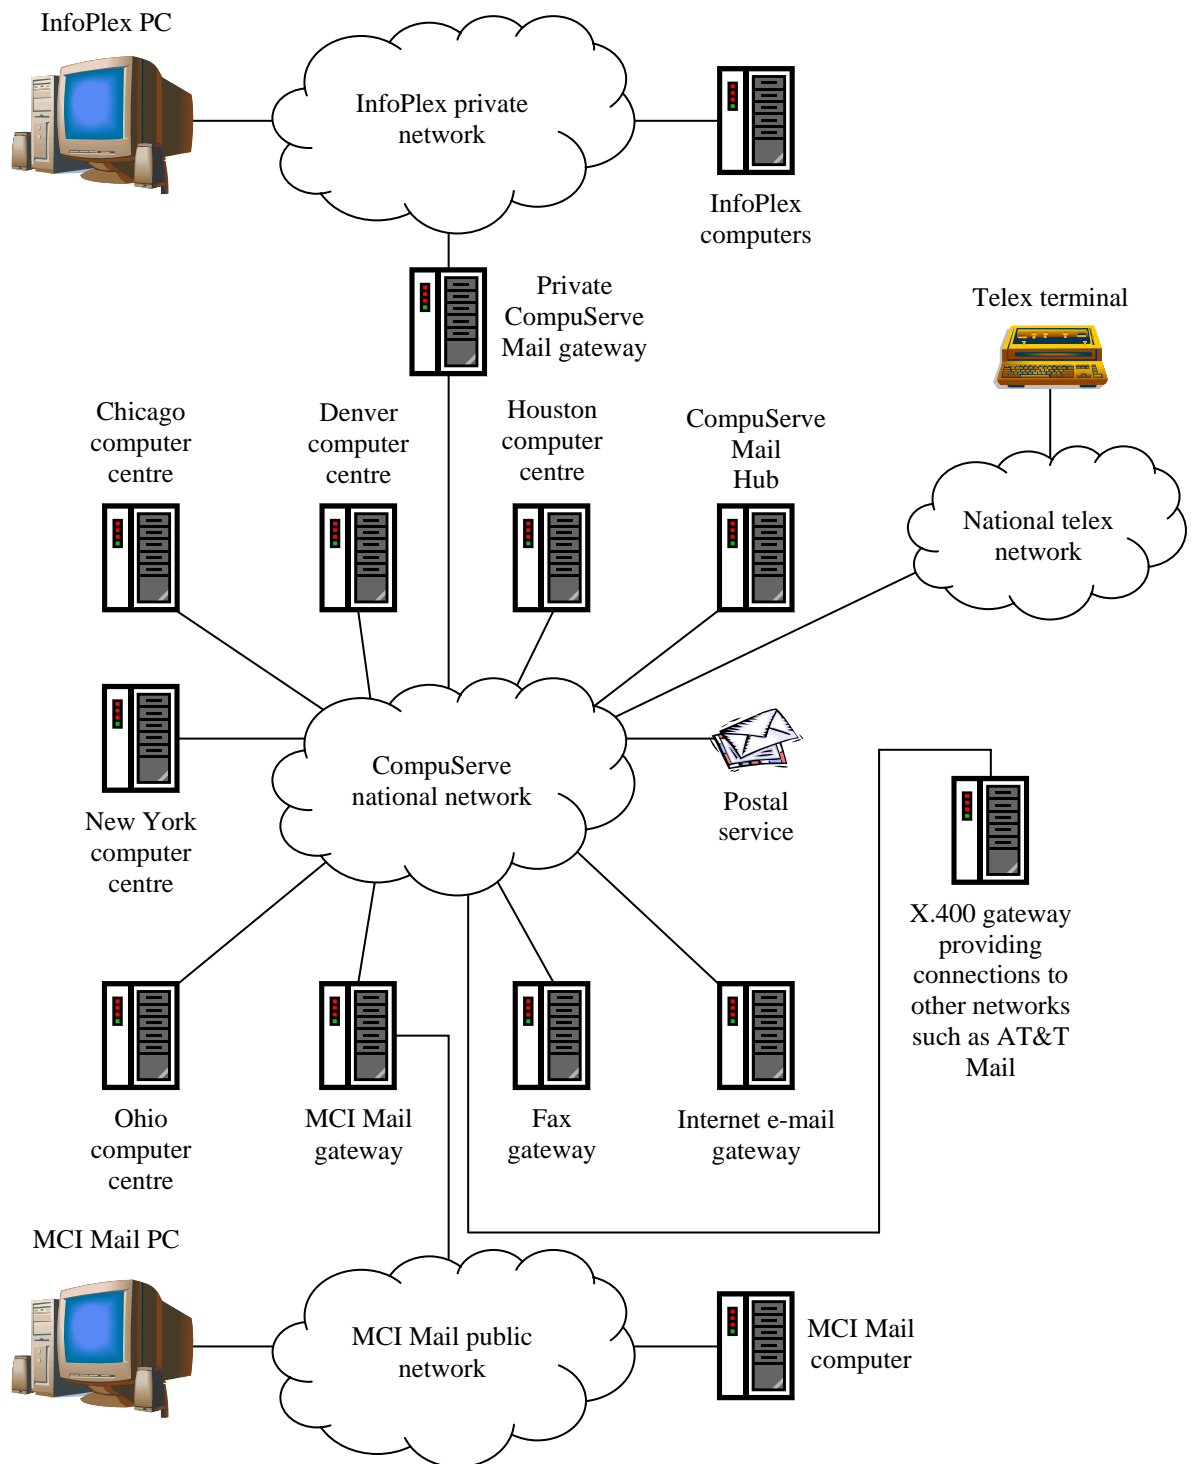 InfoPlex PC
InfoPlex private
network
InfoPlex
computers
Private
CompuServe
Mail gateway
Telex terminal
Chicago
computer
centre
Denver
computer
centre
Houston
computer
centre
CompuServe
Mail
Hub
National telex
network
CompuServe
national network
New York
computer
centre
Postal
service
X.400 gateway
providing
connections to
other networks
such as AT&T
Mail
Ohio
computer
centre
MCI Mail
gateway
Fax
gateway
Internet e-mail
gateway
MCI Mail PC
MCI Mail public
network
MCI Mail
computer